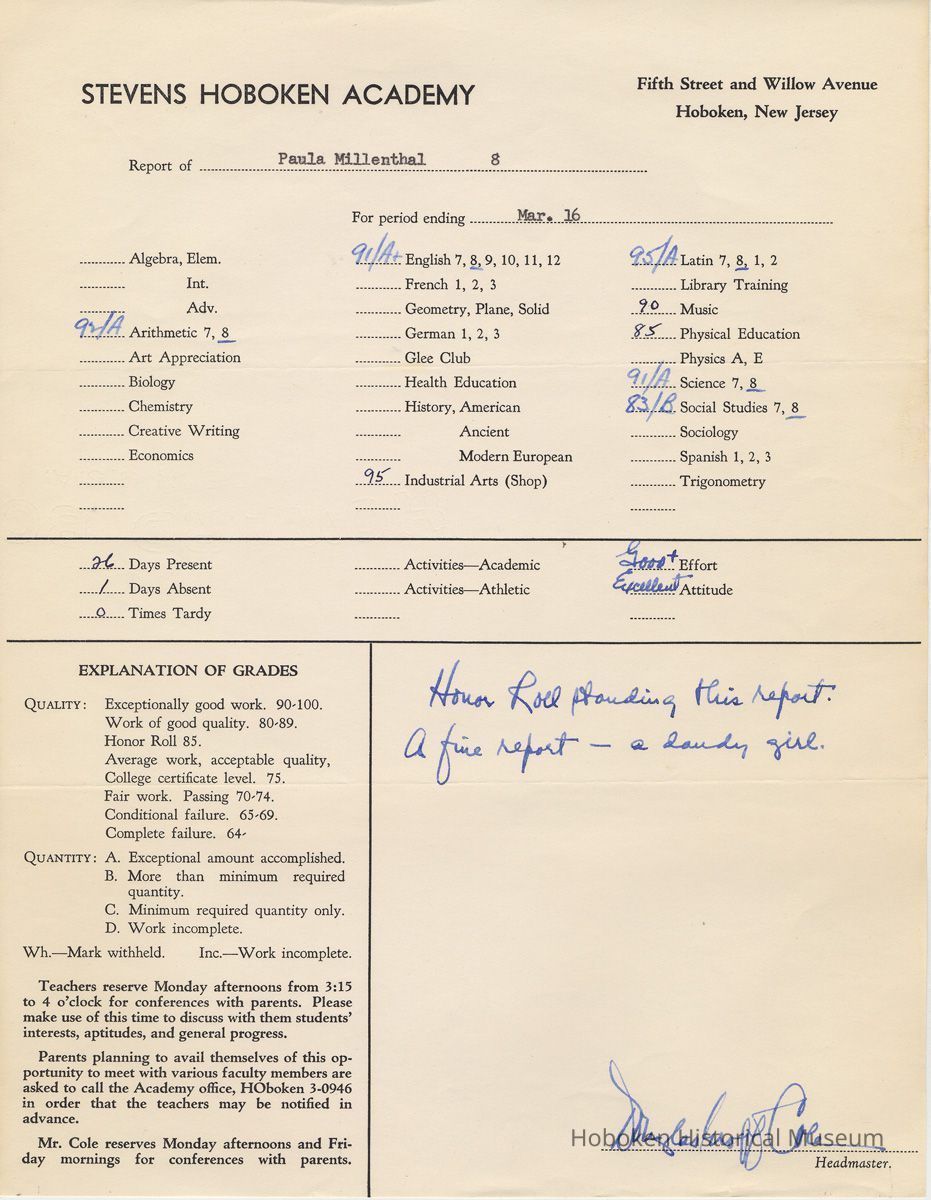 STEVENS HOBOKEN ACADEMY
Fifth Street and Willow Avenue
Hoboken, New Jersey
Report of Paula Millenthal 8
For period ending Mar. 16
Algebra, Elem.
Int.
Adv.
92/A Arithmetic 7, 8
Art Appreciation
Biology
Chemistry
Creative Writing
Economics
91/A+ English 7, 8, 9, 10, 11, 12
French 1, 2, 3
Geometry, Plane, Solid
German 1, 2, 3
Glee Club
Health Education
History, American
Ancient
Modern European
95 Industrial Arts (Shop)
95/A Latin 7, 8, 1, 2
Library Training
90 Music
85 Physical Education
Physics A, E
91/A Science 7, 8
83/B Social Studies 7, 8
Sociology
Spanish 1, 2, 3
Trigonometry
26 Days Present
1 Days Absent
0 Times Tardy
Activities—Academic
Activities—Athletic
Good+ Effort
Excellent Attitude
EXPLANATION OF GRADES
QUALITY: Exceptionally good work. 90-100.
Work of good quality. 80-89.
Honor Roll 85.
Average work, acceptable quality,
College certificate level. 75.
Fair work. Passing 70-74.
Conditional failure. 65-69.
Complete failure. 64-
QUANTITY: A. Exceptional amount accomplished.
B. More than minimum required
quantity.
C. Minimum required quantity only.
D. Work incomplete.
Wh.—Mark withheld. Inc.—Work incomplete.
Teachers reserve Monday afternoons from 3:15
to 4 o'clock for conferences with parents. Please
make use of this time to discuss with them students'
interests, aptitudes, and general progress.
Parents planning to avail themselves of this op-
portunity to meet with various faculty members are
asked to call the Academy office, HOboken 3-0946
in order that the teachers may be notified in
advance.
Mr. Cole reserves Monday afternoons and Fri-
day mornings for conferences with parents.
Honor Roll standing this report.
A fine report — a dandy girl.
Douglas Cole
Hoboken Historical Museum
Headmaster.